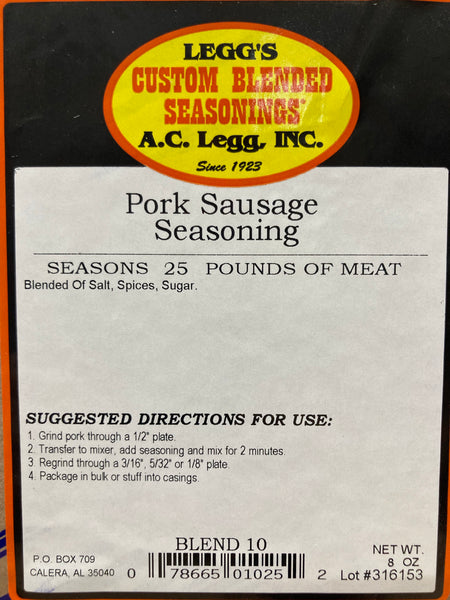 LEGG'S
CUSTOM BLENDED
SEASONINGS
A.C. Legg, INC.
Since 1923
Pork Sausage
Seasoning
SEASONS 25 POUNDS OF MEAT
Blended Of Salt, Spices, Sugar.
SUGGESTED DIRECTIONS FOR USE:
1. Grind pork through a 1/2" plate.
2. Transfer to mixer, add seasoning and mix for 2 minutes.
3. Regrind through a 3/16", 5/32" or 1/8" plate.
4. Package in bulk or stuff into casings.
BLEND 10
P.O. BOX 709
CALERA, AL 35040
0 78665 01025 2
NET WT.
8 OZ
Lot #316153